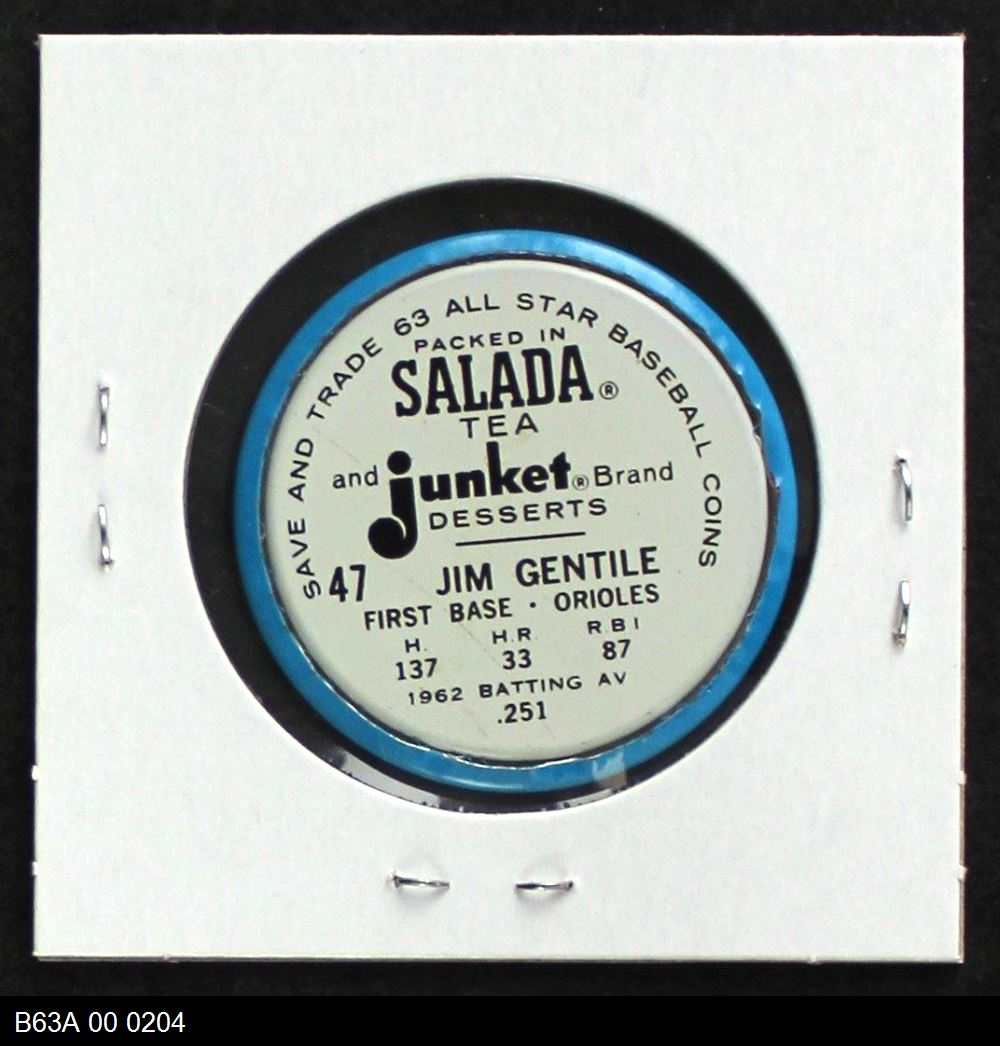 SAVE AND TRADE 63 ALL STAR BASEBALL COINS
PACKED IN
SALADA®
TEA
and junket® Brand
DESSERTS
47 JIM GENTILE
FIRST BASE · ORIOLES
H. H.R. R B I
137 33 87
1962 BATTING AV
.251
B63A 00 0204